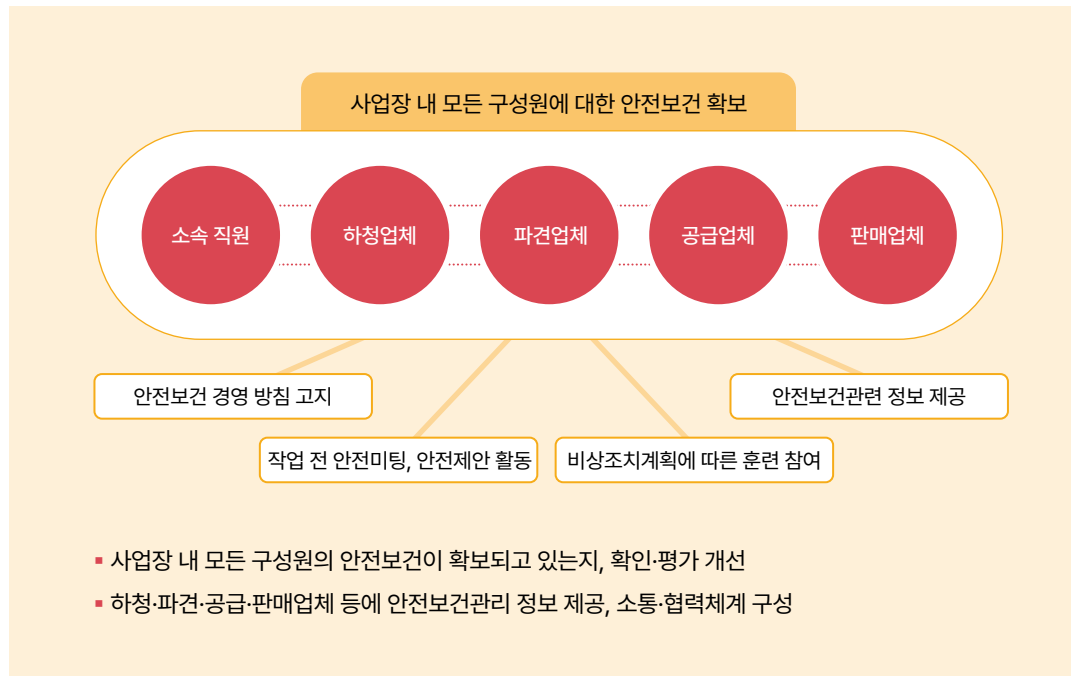 사업장 내 모든 구성원에 대한 안전보건 확보
소속 직원
하청업체
파견업체
공급업체
판매업체
안전보건 경영 방침 고지
안전보건관련 정보 제공
작업 전 안전미팅, 안전제안 활동
비상조치계획에 따른 훈련 참여
▪ 사업장 내 모든 구성원의 안전보건이 확보되고 있는지, 확인·평가 개선
▪ 하청·파견·공급·판매업체 등에 안전보건관리 정보 제공, 소통·협력체계 구성